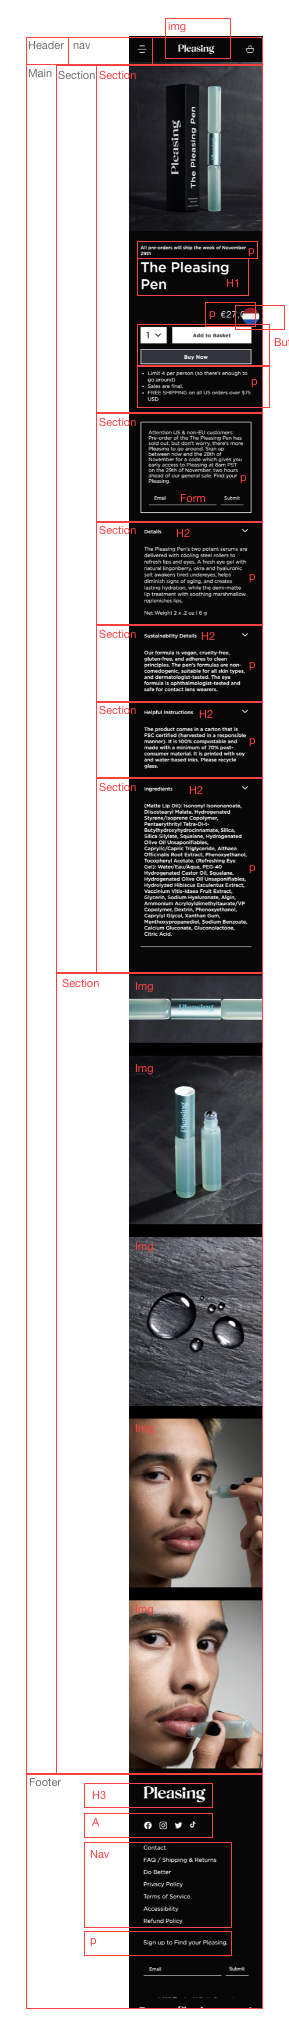 img
Header
nav
Pleasing
Main
Section
Section
Pleasing
The Pleasing Pen
All pre-orders will ship the week of November
29th
p
The Pleasing
Pen
H1
p
€27,
1
Add to Basket
But
Buy Now
Limit 4 per person (so there's enough to
go around)
Sales are final.
FREE SHIPPING on all US orders over $75
USD
p
Section
Attention US & non-EU customers:
Pre-order of the The Pleasing Pen has
sold out, but don't worry, there's more
Pleasing to go around. Sign up
between now and the 28th of
November for a code which gives you
early access to Pleasing at 8am PST
on the 29th of November, two hours
ahead of our general sale. Find your
Pleasing.
p
Email
Form
Submit
Section
Details
H2
The Pleasing Pen's two potent serums are
delivered with cooling steel rollers to
refresh lips and eyes. A fresh eye gel with
natural lingonberry, okra and hyaluronic
salt awakens tired undereyes, helps
diminish signs of aging, and creates
lasting hydration, while the demi-matte
lip treatment with soothing marshmallow
replenishes lips.
p
Net Weight 2 x .2 oz | 6 g
Section
Sustainability Details
H2
Our formula is vegan, cruelty-free,
gluten-free, and adheres to clean
principles. The pen's formulas are non-
comedogenic, suitable for all skin types,
and dermatologist-tested. The eye
formula is ophthalmologist-tested and
safe for contact lens wearers.
p
Section
Helpful Instructions
H2
The product comes in a carton that is
FSC certified (harvested in a responsible
manner). It is 100% compostable and
made with a minimum of 70% post-
consumer material. It is printed with soy
and water-based inks. Please recycle
glass.
p
Section
Ingredients
H2
(Matte Lip Oil): Isononyl Isononanoate,
Diisostearyl Malate, Hydrogenated
Styrene/Isoprene Copolymer,
Pentaerythrityl Tetra-Di-t-
Butylhydroxyhydrocinnamate, Silica,
Silica Silylate, Squalane, Hydrogenated
Olive Oil Unsaponifiables,
Caprylic/Capric Triglyceride, Althaea
Officinalis Root Extract, Phenoxyethanol,
Tocopheryl Acetate. (Refreshing Eye
Gel): Water/Eau/Aqua, PEG-40
Hydrogenated Castor Oil, Squalane,
Hydrogenated Olive Oil Unsaponifiables,
Hydrolyzed Hibiscus Esculentus Extract,
Vaccinium Vitis-Idaea Fruit Extract,
Glycerin, Sodium Hyaluronate, Algin,
Ammonium Acryloyldimethyltaurate/VP
Copolymer, Dextrin, Phenoxyethanol,
Caprylyl Glycol, Xanthan Gum,
Menthoxypropanediol, Sodium Benzoate,
Calcium Gluconate, Gluconolactone,
Citric Acid.
p
Section
Img
Pleasing
Img
Pleasing
Img
Img
Img
Footer
Pleasing
H3
A
Nav
Contact
FAQ / Shipping & Returns
Do Better
Privacy Policy
Terms of Service
Accessibility
Refund Policy
p
Sign up to Find your Pleasing.
Email
Submit